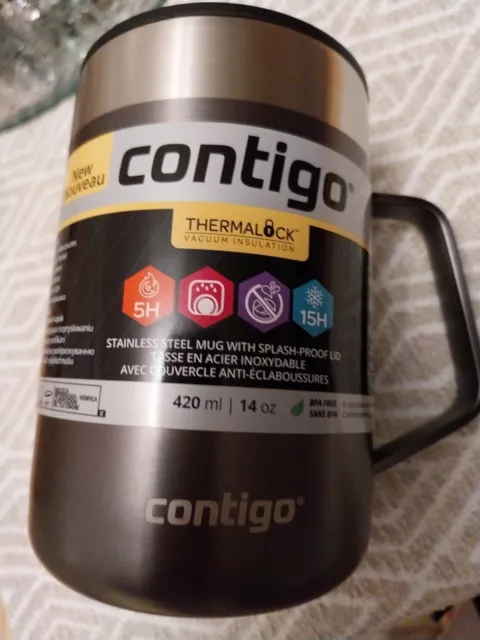 New
Nouveau
contigo®
THERMALOCK™
VACUUM INSULATION
5H
15H
STAINLESS STEEL MUG WITH SPLASH-PROOF LID
TASSE EN ACIER INOXYDABLE
AVEC COUVERCLE ANTI-ÉCLABOUSSURES
420 ml | 14 oz
BPA FREE
SANS BPA
contigo®